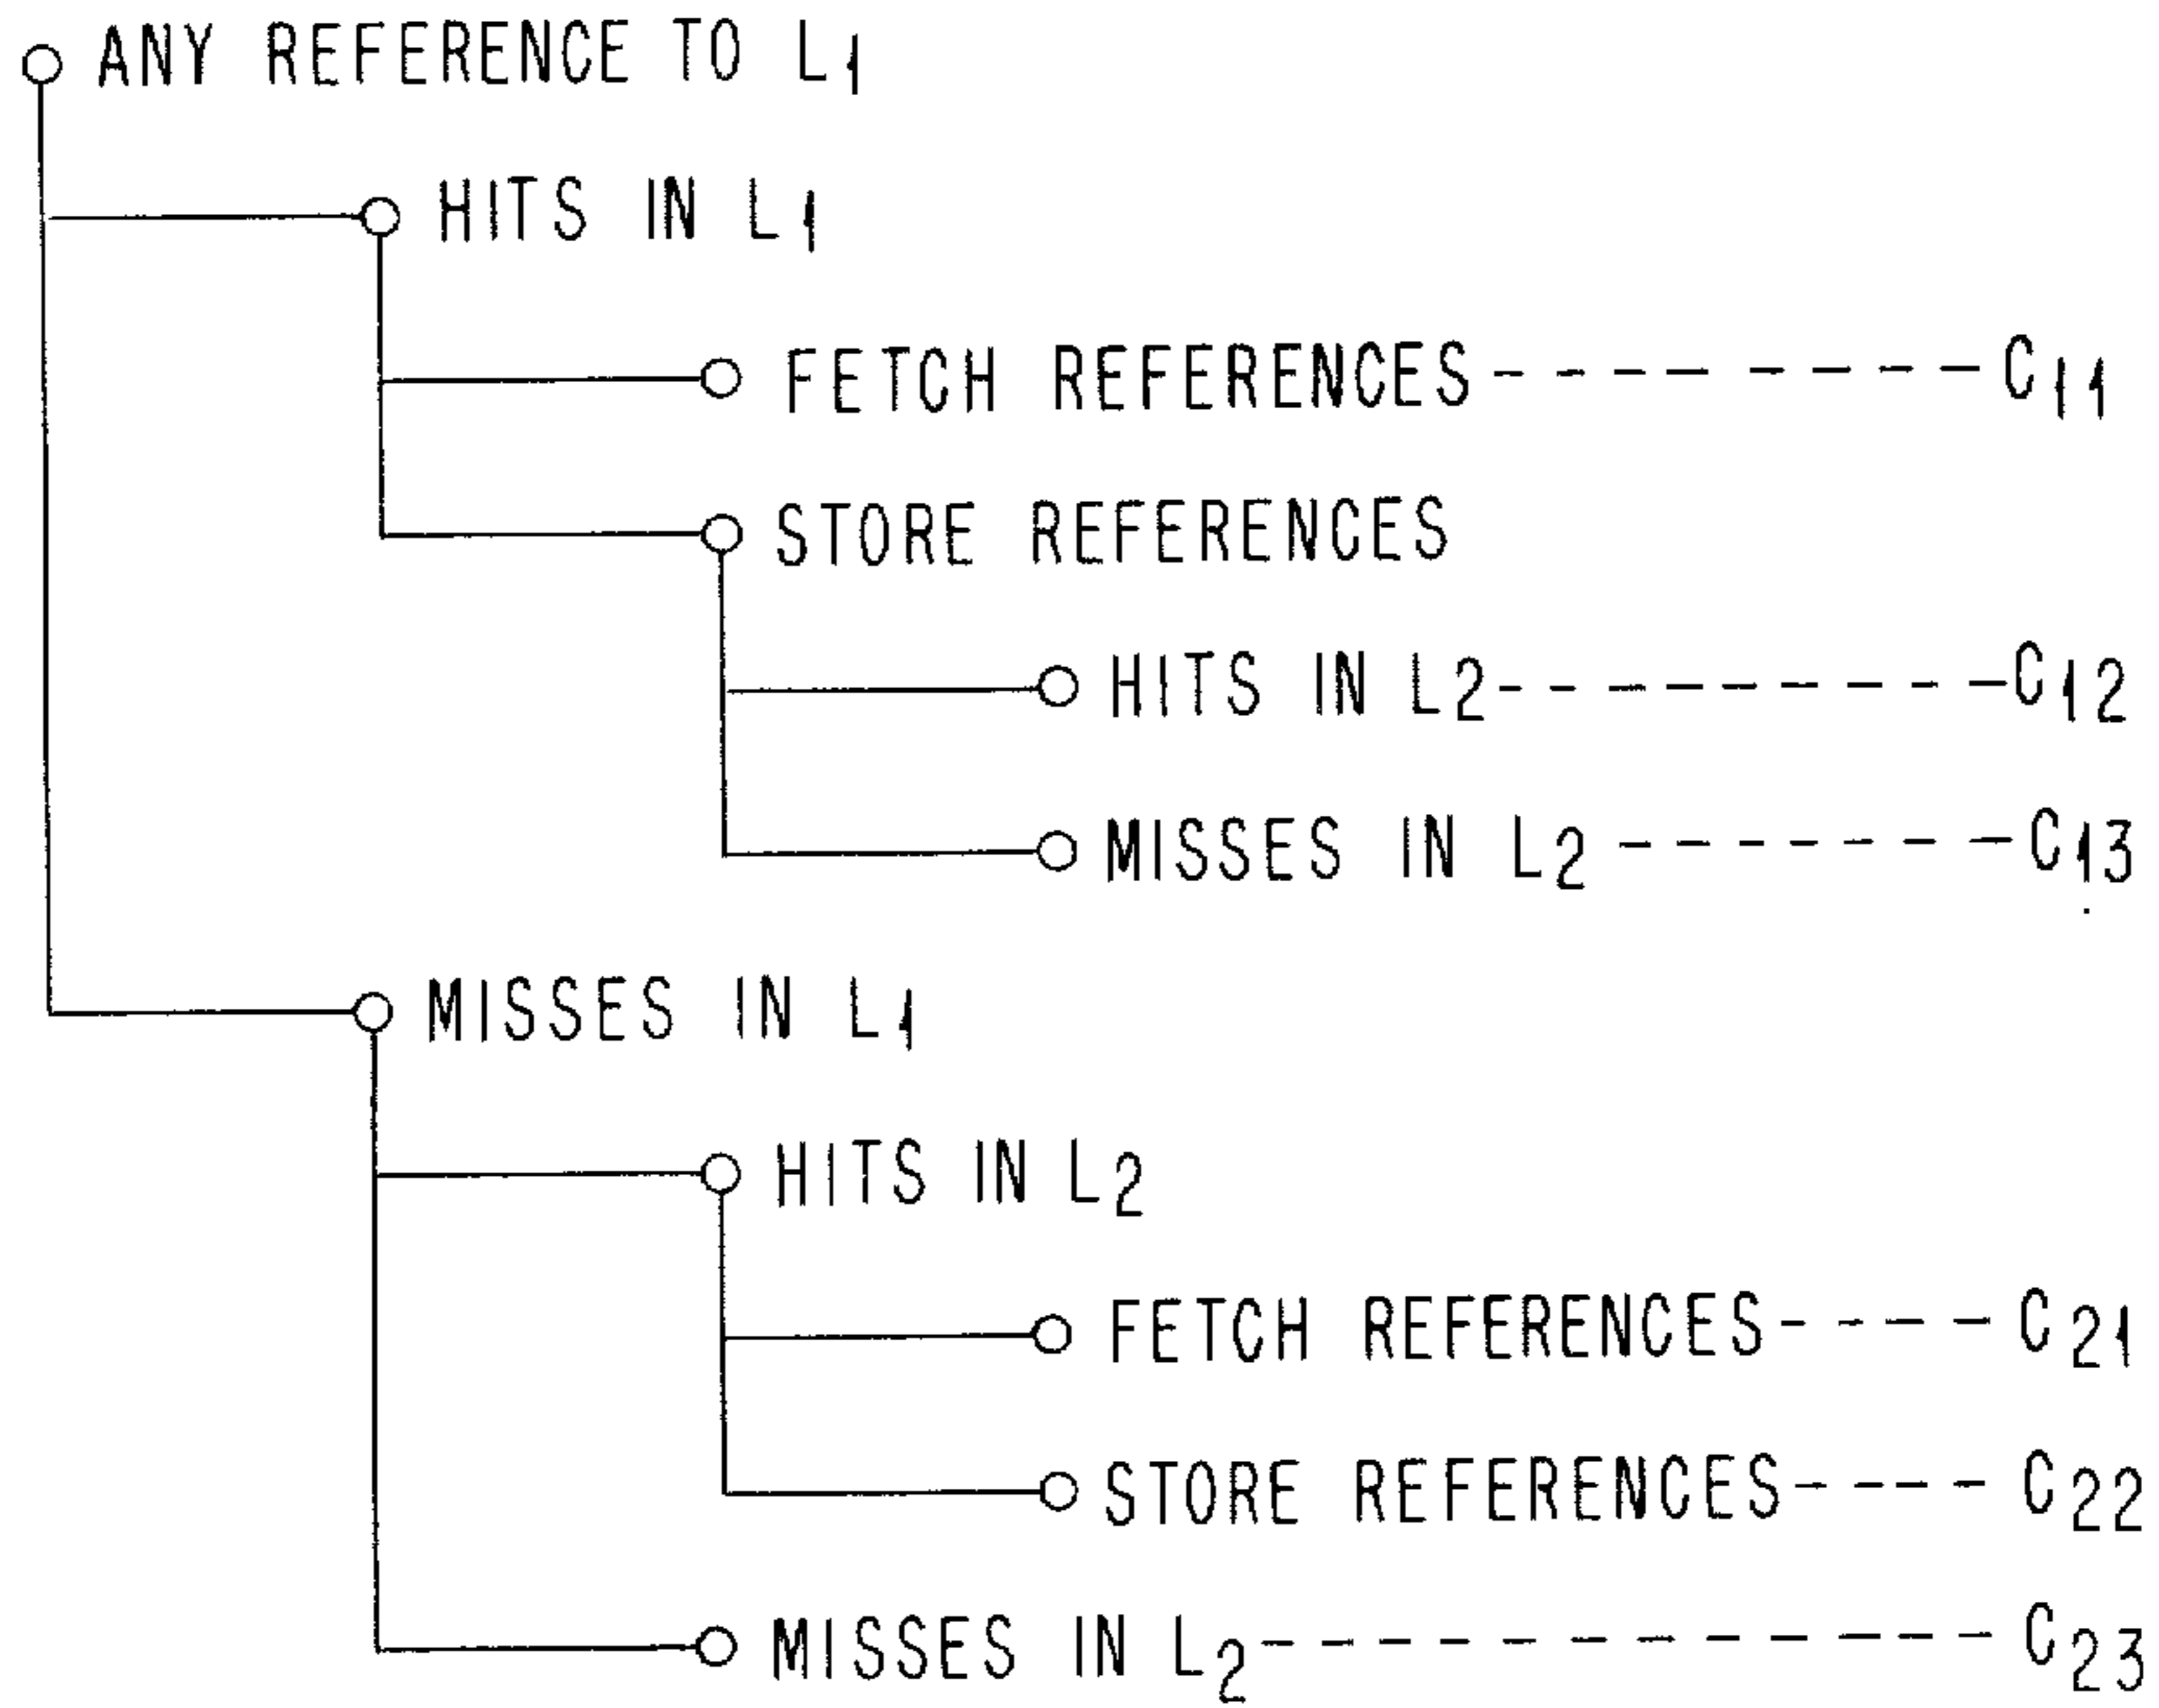 ANY REFERENCE TO L1
HITS IN L1
FETCH REFERENCES - - - - - - - - C11
STORE REFERENCES
HITS IN L2 - - - - - - - - - C12
MISSES IN L2 - - - - - - - C13
MISSES IN L1
HITS IN L2
FETCH REFERENCES - - - - C21
STORE REFERENCES - - - - C22
MISSES IN L2 - - - - - - - - - - - - C23